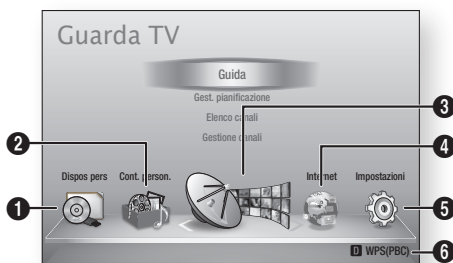 Guarda TV
Guida
Gest. pianificazione
Elenco canali
Gestione canali
Dispos pers Cont. person. Internet Impostazioni
D WPS(PBC)
1
2
3
4
5
6